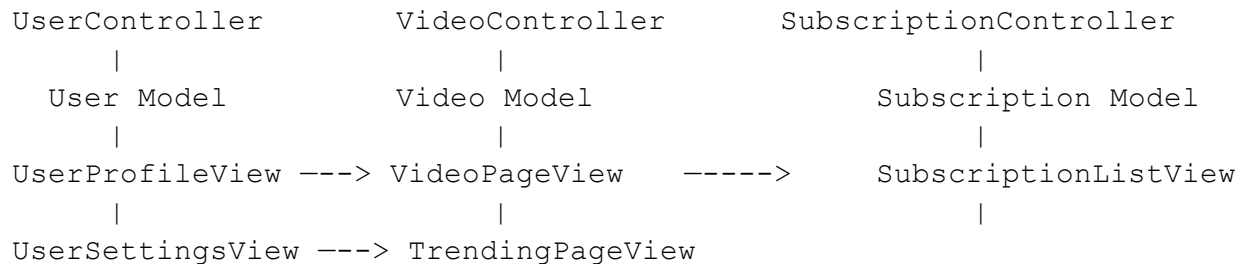 UserController VideoController SubscriptionController
| | |
User Model Video Model Subscription Model
| | |
UserProfileView —--> VideoPageView —----> SubscriptionListView
| | |
UserSettingsView —--> TrendingPageView